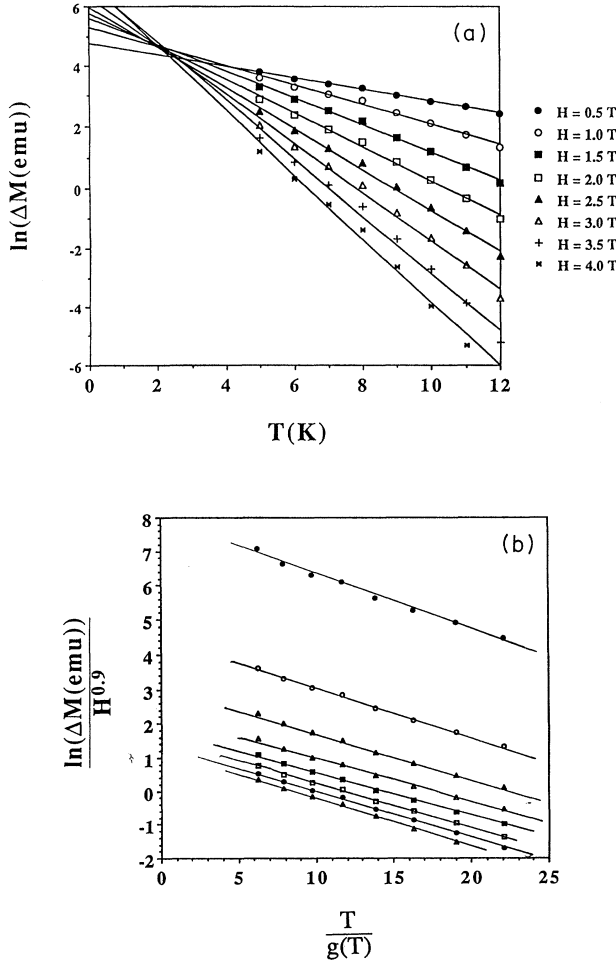 6
4
2
0
-2
-4
-6
ln(ΔM(emu))
(a)
0 2 4 6 8 10 12
T(K)
H = 0.5 T
H = 1.0 T
H = 1.5 T
H = 2.0 T
H = 2.5 T
H = 3.0 T
H = 3.5 T
H = 4.0 T
8
7
6
5
4
3
2
1
0
-1
-2
ln(ΔM(emu))
H0.9
(b)
0 5 10 15 20 25
T
g(T)